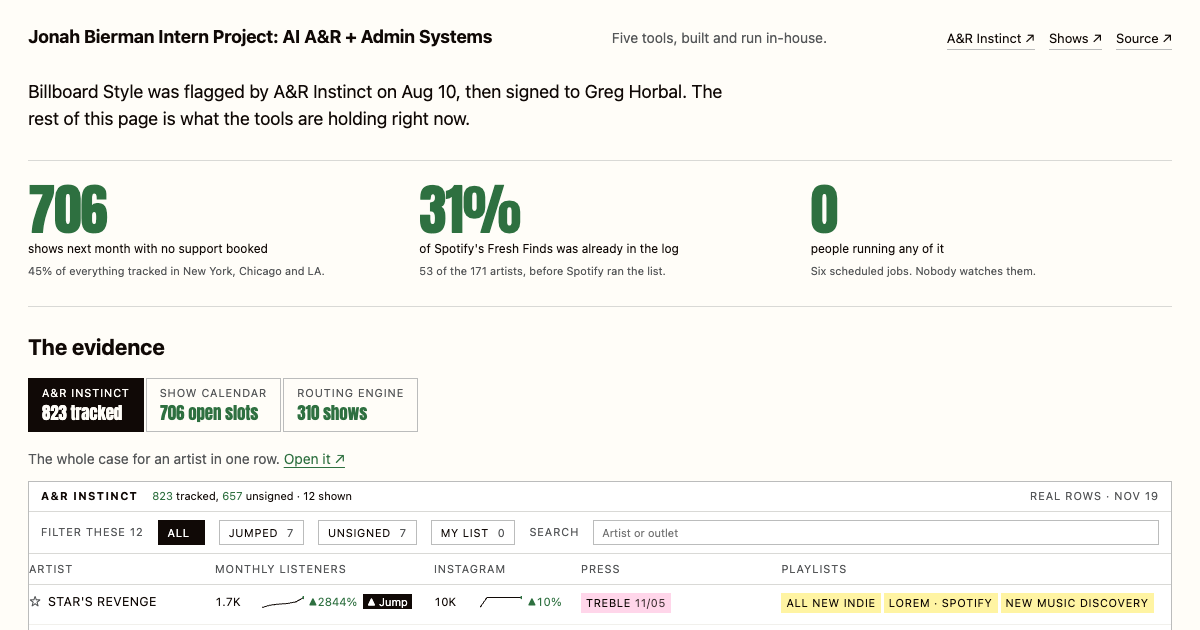 Jonah Bierman Intern Project: AI A&R + Admin Systems
Five tools, built and run in-house.
A&R Instinct ↗ Shows ↗ Source ↗
Billboard Style was flagged by A&R Instinct on Aug 10, then signed to Greg Horbal. The
rest of this page is what the tools are holding right now.
706
shows next month with no support booked
45% of everything tracked in New York, Chicago and LA.
31%
of Spotify's Fresh Finds was already in the log
53 of the 171 artists, before Spotify ran the list.
0
people running any of it
Six scheduled jobs. Nobody watches them.
The evidence
A&R INSTINCT
823 tracked
SHOW CALENDAR
706 open slots
ROUTING ENGINE
310 shows
The whole case for an artist in one row. Open it ↗
A&R INSTINCT 823 tracked, 657 unsigned · 12 shown REAL ROWS · NOV 19
FILTER THESE 12 ALL JUMPED 7 UNSIGNED 7 MY LIST 0 SEARCH Artist or outlet
ARTIST MONTHLY LISTENERS INSTAGRAM PRESS PLAYLISTS
☆ STAR'S REVENGE 1.7K ▲2844% ▲ Jump 10K ▲10% TREBLE 11/05 ALL NEW INDIE LOREM · SPOTIFY NEW MUSIC DISCOVERY